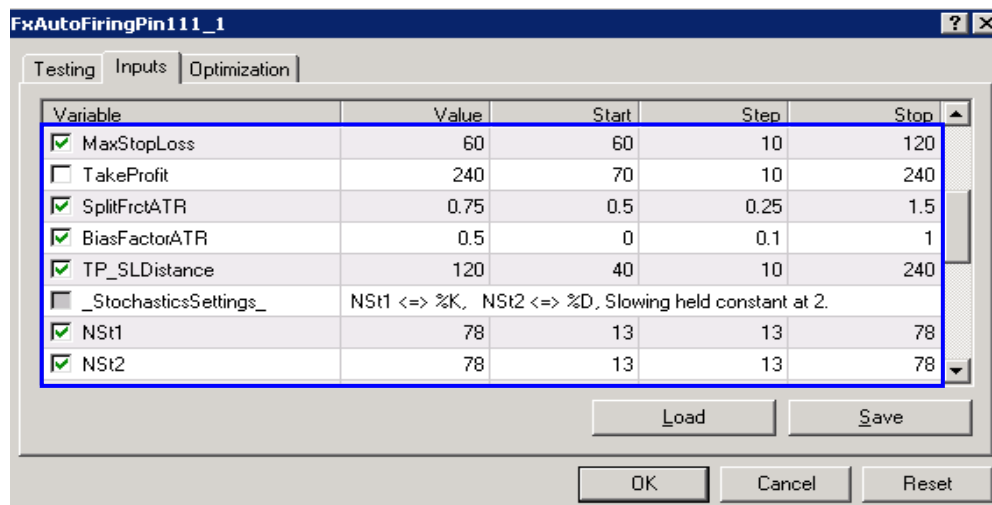 FxAutoFiringPin111_1
Testing Inputs Optimization
Variable Value Start Step Stop
MaxStopLoss 60 60 10 120
TakeProfit 240 70 10 240
SplitFrctATR 0.75 0.5 0.25 1.5
BiasFactorATR 0.5 0 0.1 1
TP_SLDistance 120 40 10 240
_StochasticsSettings_ NSt1 <=> %K, NSt2 <=> %D, Slowing held constant at 2.
NSt1 78 13 13 78
NSt2 78 13 13 78
Load Save
OK Cancel Reset